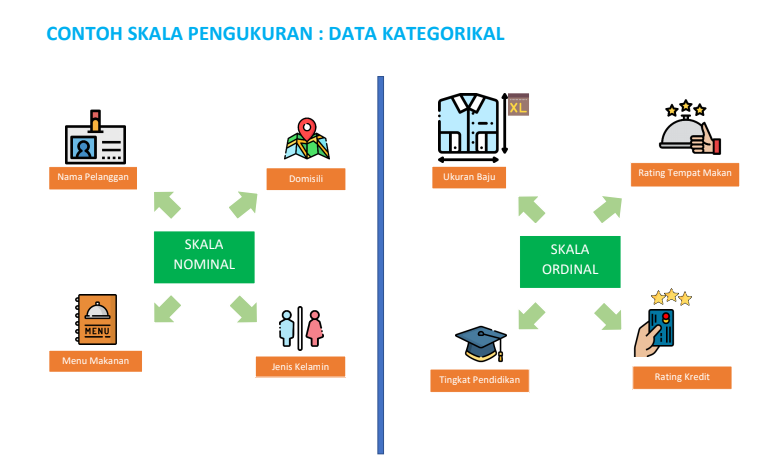 CONTOH SKALA PENGUKURAN : DATA KATEGORIKAL
Nama Pelanggan
Domisili
SKALA
NOMINAL
MENU
Menu Makanan
Jenis Kelamin
XL
Ukuran Baju
Rating Tempat Makan
SKALA
ORDINAL
Tingkat Pendidikan
Rating Kredit